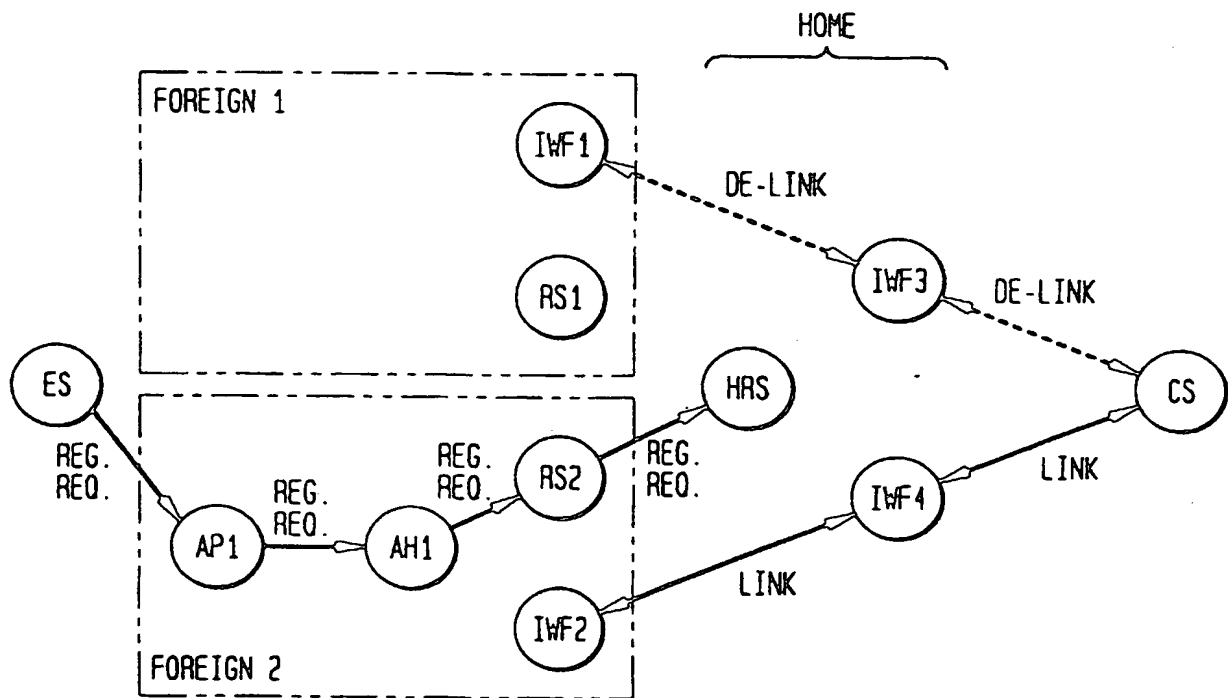 HOME
FOREIGN 1
IWF1
DE-LINK
IWF3
DE-LINK
RS1
ES
HRS
CS
REG.
REQ.
REG.
REQ.
RS2
REG.
REQ.
REG.
REQ.
AP1
AH1
IWF4
LINK
LINK
IWF2
FOREIGN 2